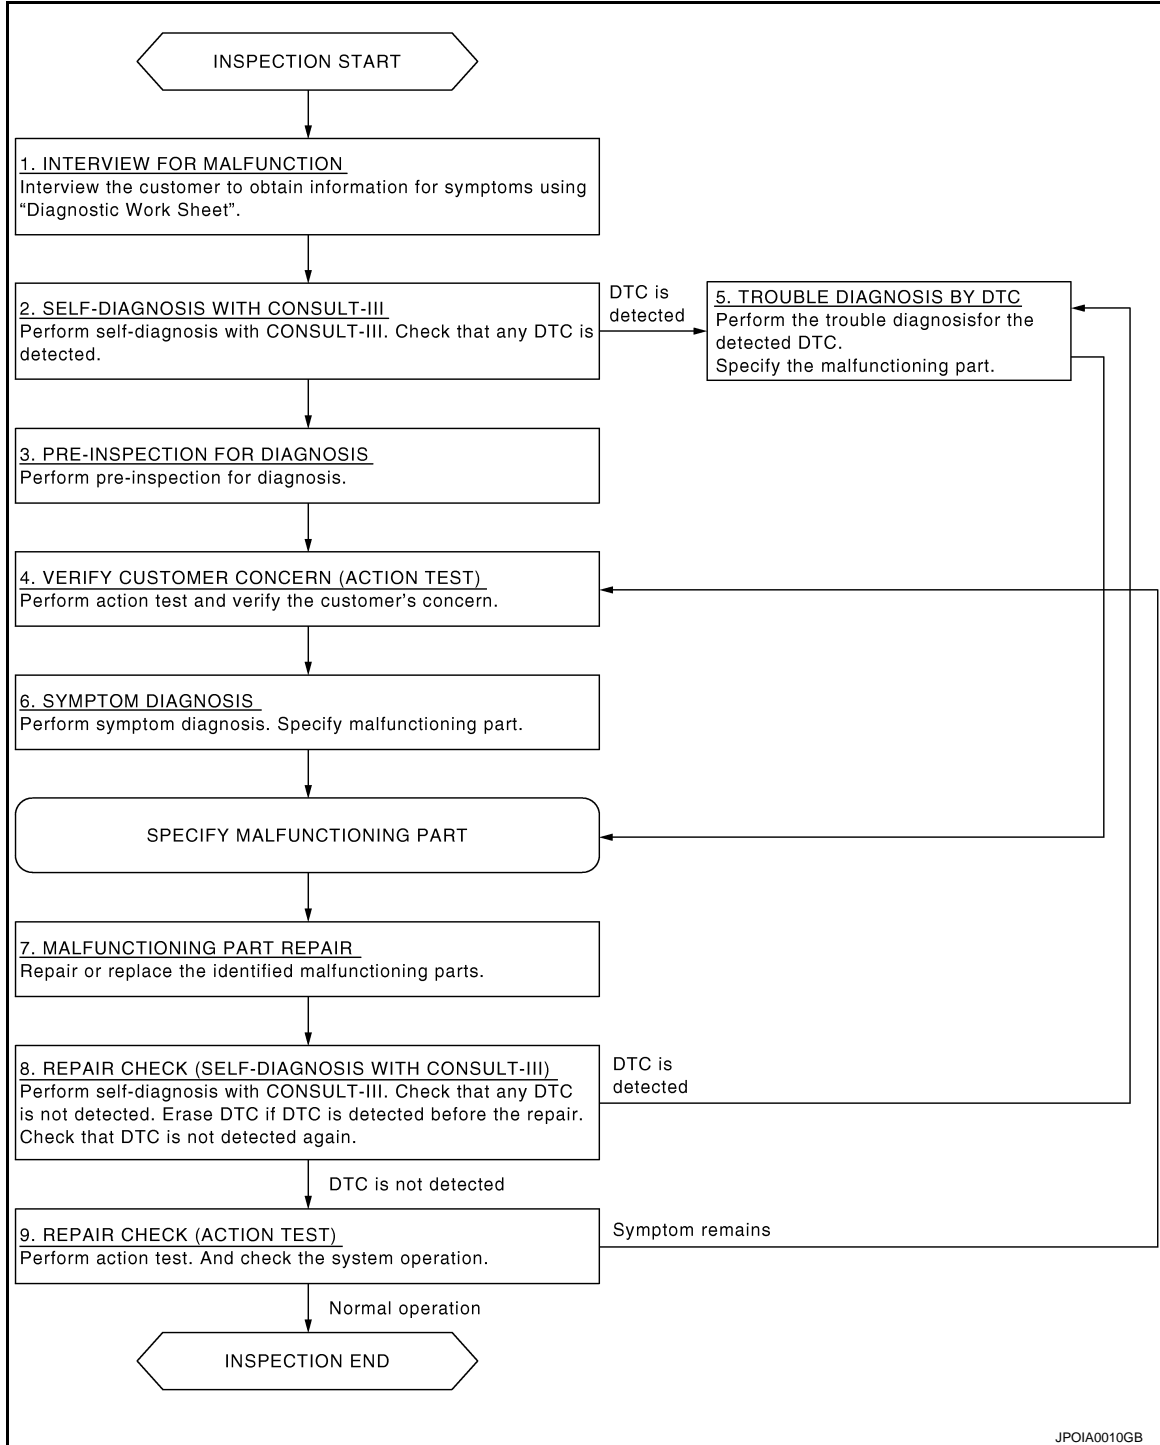 INSPECTION START
1. INTERVIEW FOR MALFUNCTION
Interview the customer to obtain information for symptoms using
“Diagnostic Work Sheet”.
2. SELF-DIAGNOSIS WITH CONSULT-III
Perform self-diagnosis with CONSULT-III. Check that any DTC is
detected.
DTC is
detected
5. TROUBLE DIAGNOSIS BY DTC
Perform the trouble diagnosisfor the
detected DTC.
Specify the malfunctioning part.
3. PRE-INSPECTION FOR DIAGNOSIS
Perform pre-inspection for diagnosis.
4. VERIFY CUSTOMER CONCERN (ACTION TEST)
Perform action test and verify the customer’s concern.
6. SYMPTOM DIAGNOSIS
Perform symptom diagnosis. Specify malfunctioning part.
SPECIFY MALFUNCTIONING PART
7. MALFUNCTIONING PART REPAIR
Repair or replace the identified malfunctioning parts.
8. REPAIR CHECK (SELF-DIAGNOSIS WITH CONSULT-III)
Perform self-diagnosis with CONSULT-III. Check that any DTC
is not detected. Erase DTC if DTC is detected before the repair.
Check that DTC is not detected again.
DTC is
detected
DTC is not detected
9. REPAIR CHECK (ACTION TEST)
Perform action test. And check the system operation.
Symptom remains
Normal operation
INSPECTION END
JPOIA0010GB